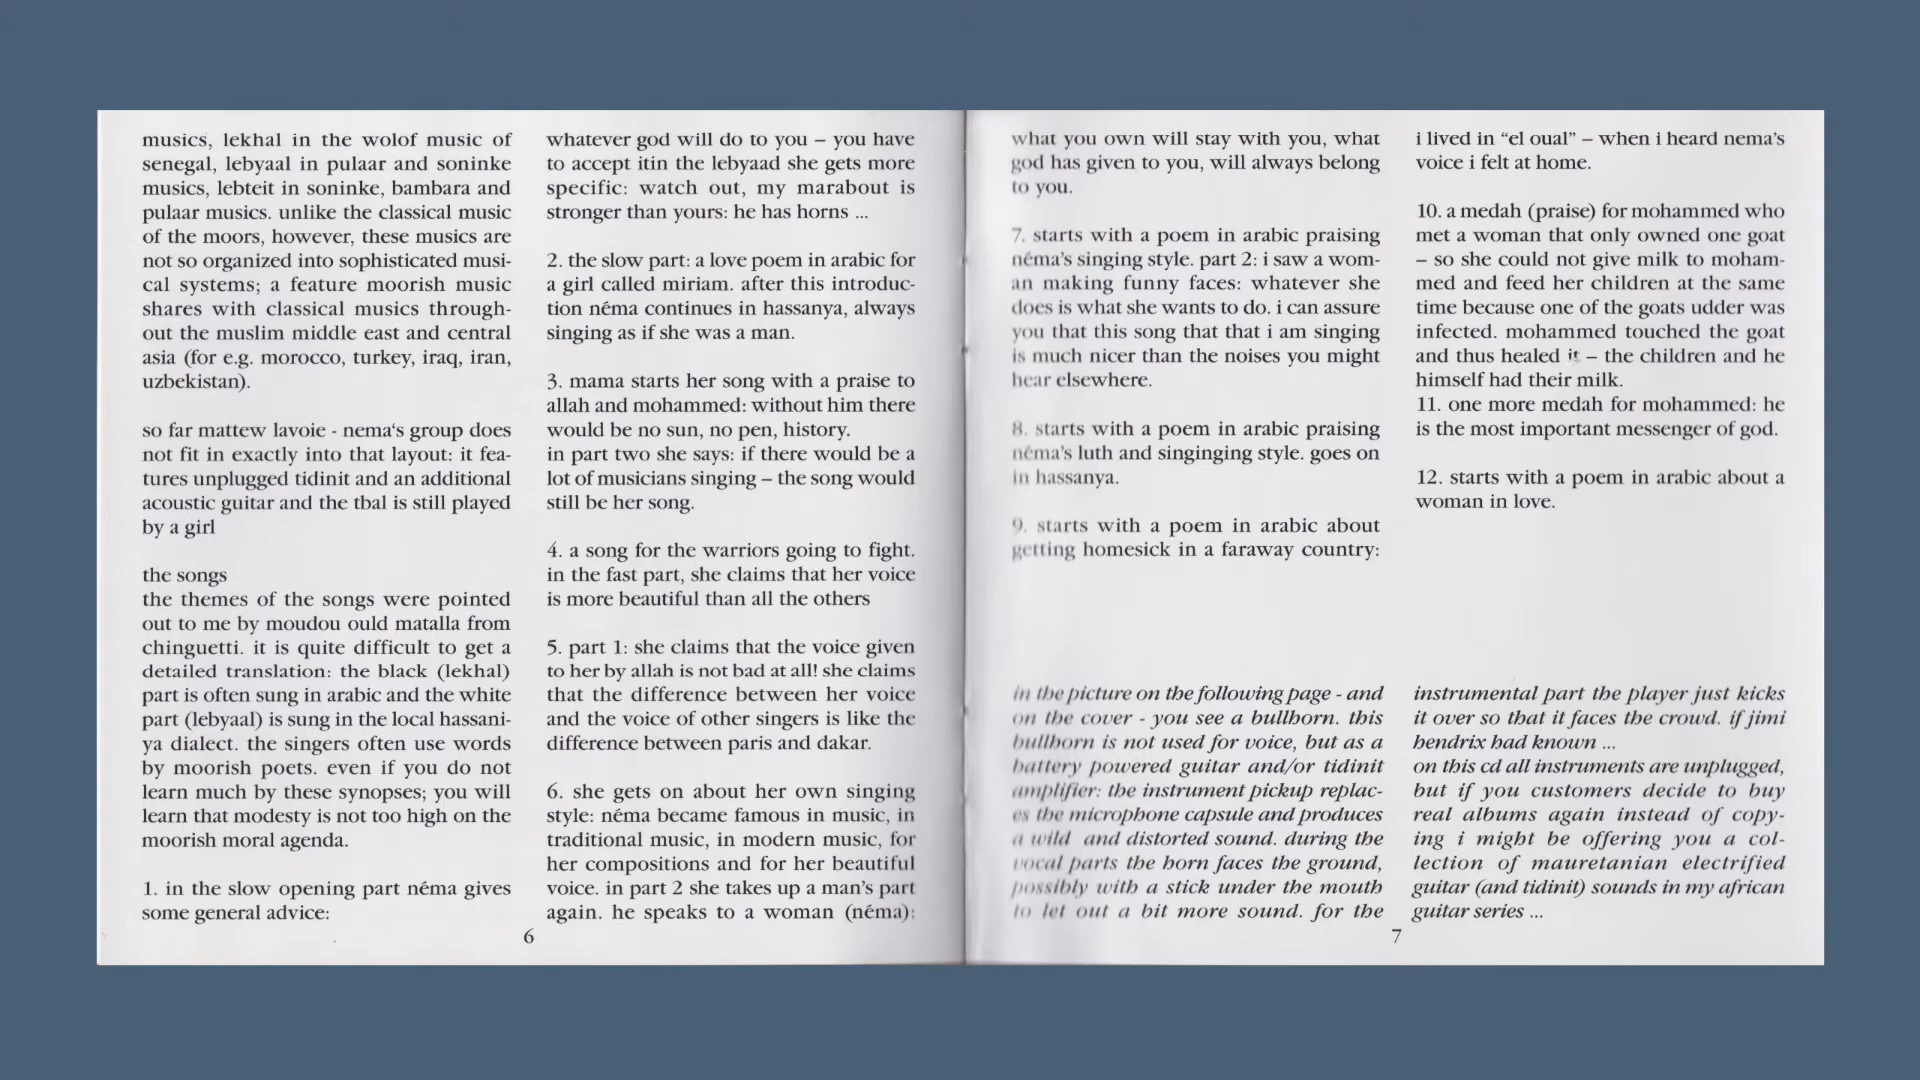 musics, lekhal in the wolof music of
senegal, lebyaal in pulaar and soninke
musics, lebteit in soninke, bambara and
pulaar musics. unlike the classical music
of the moors, however, these musics are
not so organized into sophisticated musi-
cal systems; a feature moorish music
shares with classical musics through-
out the muslim middle east and central
asia (for e.g. morocco, turkey, iraq, iran,
uzbekistan).
so far mattew lavoie - nema‘s group does
not fit in exactly into that layout: it fea-
tures unplugged tidinit and an additional
acoustic guitar and the tbal is still played
by a girl
the songs
the themes of the songs were pointed
out to me by moudou ould matalla from
chinguetti. it is quite difficult to get a
detailed translation: the black (lekhal)
part is often sung in arabic and the white
part (lebyaal) is sung in the local hassani-
ya dialect. the singers often use words
by moorish poets. even if you do not
learn much by these synopses; you will
learn that modesty is not too high on the
moorish moral agenda.
1. in the slow opening part néma gives
some general advice:
whatever god will do to you – you have
to accept itin the lebyaad she gets more
specific: watch out, my marabout is
stronger than yours: he has horns ...
2. the slow part: a love poem in arabic for
a girl called miriam. after this introduc-
tion néma continues in hassanya, always
singing as if she was a man.
3. mama starts her song with a praise to
allah and mohammed: without him there
would be no sun, no pen, history.
in part two she says: if there would be a
lot of musicians singing – the song would
still be her song.
4. a song for the warriors going to fight.
in the fast part, she claims that her voice
is more beautiful than all the others
5. part 1: she claims that the voice given
to her by allah is not bad at all! she claims
that the difference between her voice
and the voice of other singers is like the
difference between paris and dakar.
6. she gets on about her own singing
style: néma became famous in music, in
traditional music, in modern music, for
her compositions and for her beautiful
voice. in part 2 she takes up a man’s part
again. he speaks to a woman (néma):
6
what you own will stay with you, what
god has given to you, will always belong
to you.
7. starts with a poem in arabic praising
néma’s singing style. part 2: i saw a wom-
an making funny faces: whatever she
does is what she wants to do. i can assure
you that this song that that i am singing
is much nicer than the noises you might
hear elsewhere.
8. starts with a poem in arabic praising
néma’s luth and singinging style. goes on
in hassanya.
9. starts with a poem in arabic about
getting homesick in a faraway country:
i lived in “el oual” – when i heard nema’s
voice i felt at home.
10. a medah (praise) for mohammed who
met a woman that only owned one goat
– so she could not give milk to moham-
med and feed her children at the same
time because one of the goats udder was
infected. mohammed touched the goat
and thus healed it – the children and he
himself had their milk.
11. one more medah for mohammed: he
is the most important messenger of god.
12. starts with a poem in arabic about a
woman in love.
in the picture on the following page - and
on the cover - you see a bullhorn. this
bullhorn is not used for voice, but as a
battery powered guitar and/or tidinit
amplifier: the instrument pickup replac-
es the microphone capsule and produces
a wild and distorted sound. during the
vocal parts the horn faces the ground,
possibly with a stick under the mouth
to let out a bit more sound. for the
instrumental part the player just kicks
it over so that it faces the crowd. if jimi
hendrix had known ...
on this cd all instruments are unplugged,
but if you customers decide to buy
real albums again instead of copy-
ing i might be offering you a col-
lection of mauretanian electrified
guitar (and tidinit) sounds in my african
guitar series ...
7